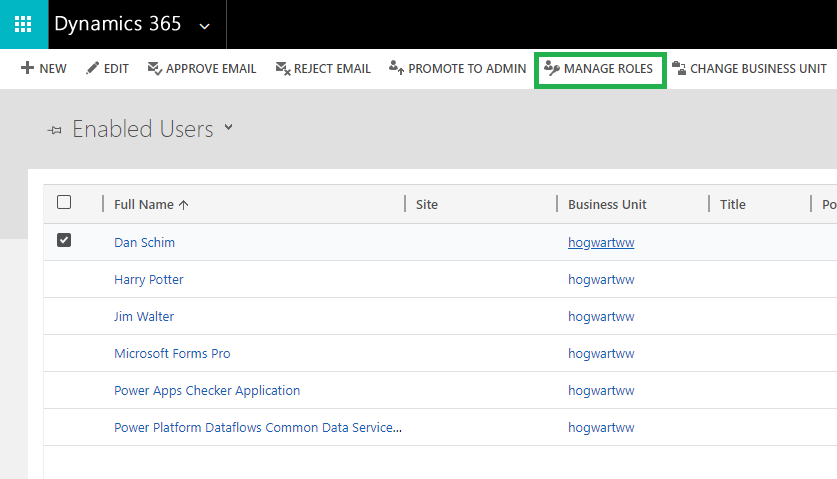 Dynamics 365
NEW EDIT APPROVE EMAIL REJECT EMAIL PROMOTE TO ADMIN MANAGE ROLES CHANGE BUSINESS UNIT
Enabled Users
Full Name Site Business Unit Title Po
Dan Schim hogwartww
Harry Potter hogwartww
Jim Walter hogwartww
Microsoft Forms Pro hogwartww
Power Apps Checker Application hogwartww
Power Platform Dataflows Common Data Service... hogwartww